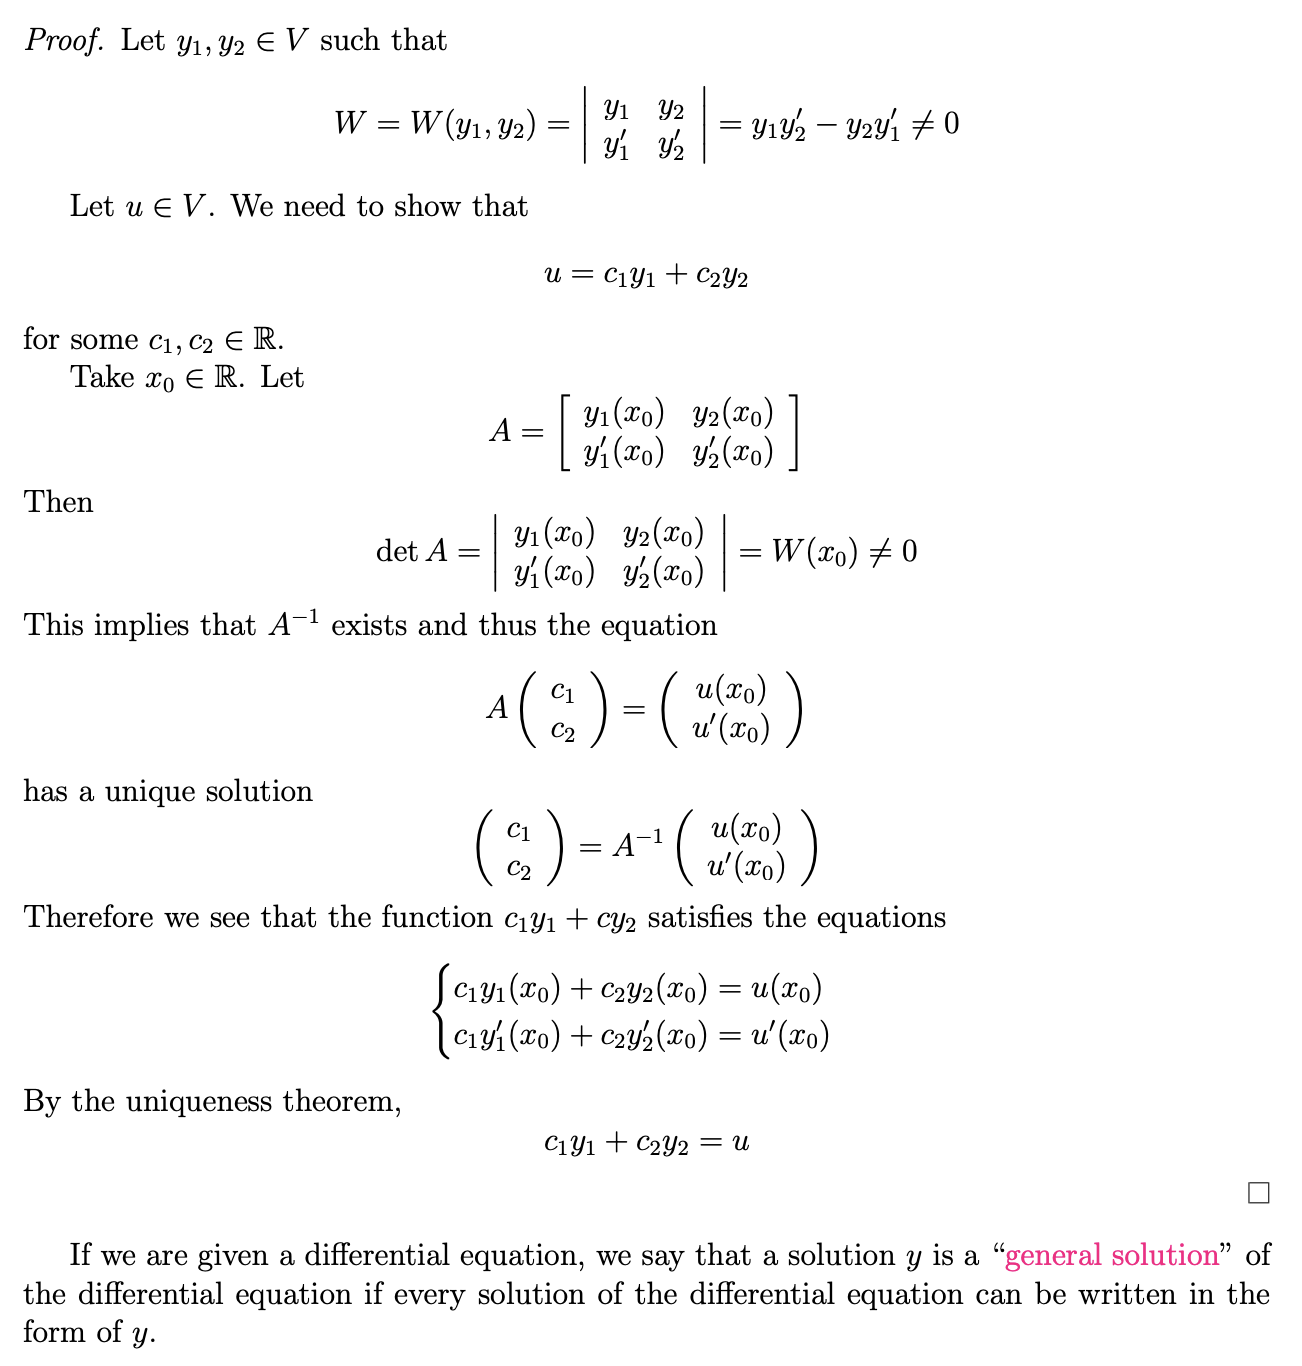 Proof. Let y₁, y₂ ∈ V such that
W = W(y₁, y₂) = | y₁ y₂ ; y₁′ y₂′ | = y₁y₂′ − y₂y₁′ ≠ 0
Let u ∈ V. We need to show that
u = c₁y₁ + c₂y₂
for some c₁, c₂ ∈ ℝ.
Take x₀ ∈ ℝ. Let
A = [ y₁(x₀) y₂(x₀) ; y₁′(x₀) y₂′(x₀) ]
Then
det A = | y₁(x₀) y₂(x₀) ; y₁′(x₀) y₂′(x₀) | = W(x₀) ≠ 0
This implies that A⁻¹ exists and thus the equation
A ( c₁ ; c₂ ) = ( u(x₀) ; u′(x₀) )
has a unique solution
( c₁ ; c₂ ) = A⁻¹ ( u(x₀) ; u′(x₀) )
Therefore we see that the function c₁y₁ + cy₂ satisfies the equations
{ c₁y₁(x₀) + c₂y₂(x₀) = u(x₀)
c₁y₁′(x₀) + c₂y₂′(x₀) = u′(x₀)
By the uniqueness theorem,
c₁y₁ + c₂y₂ = u
□
If we are given a differential equation, we say that a solution y is a “general solution” of
the differential equation if every solution of the differential equation can be written in the
form of y.